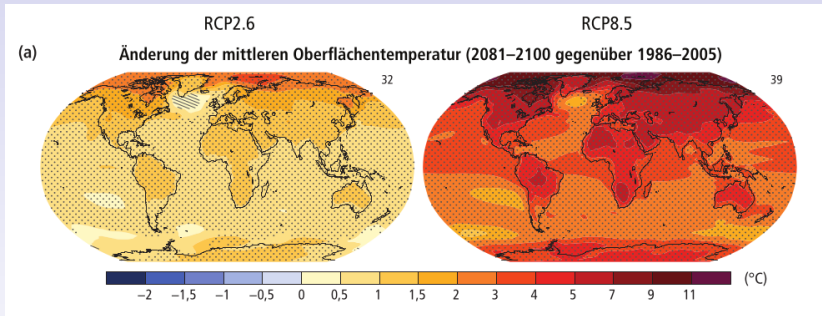 RCP2.6 RCP8.5
(a) Änderung der mittleren Oberflächentemperatur (2081–2100 gegenüber 1986–2005)
32 39
−2 −1,5 −1 −0,5 0 0,5 1 1,5 2 3 4 5 7 9 11 (°C)